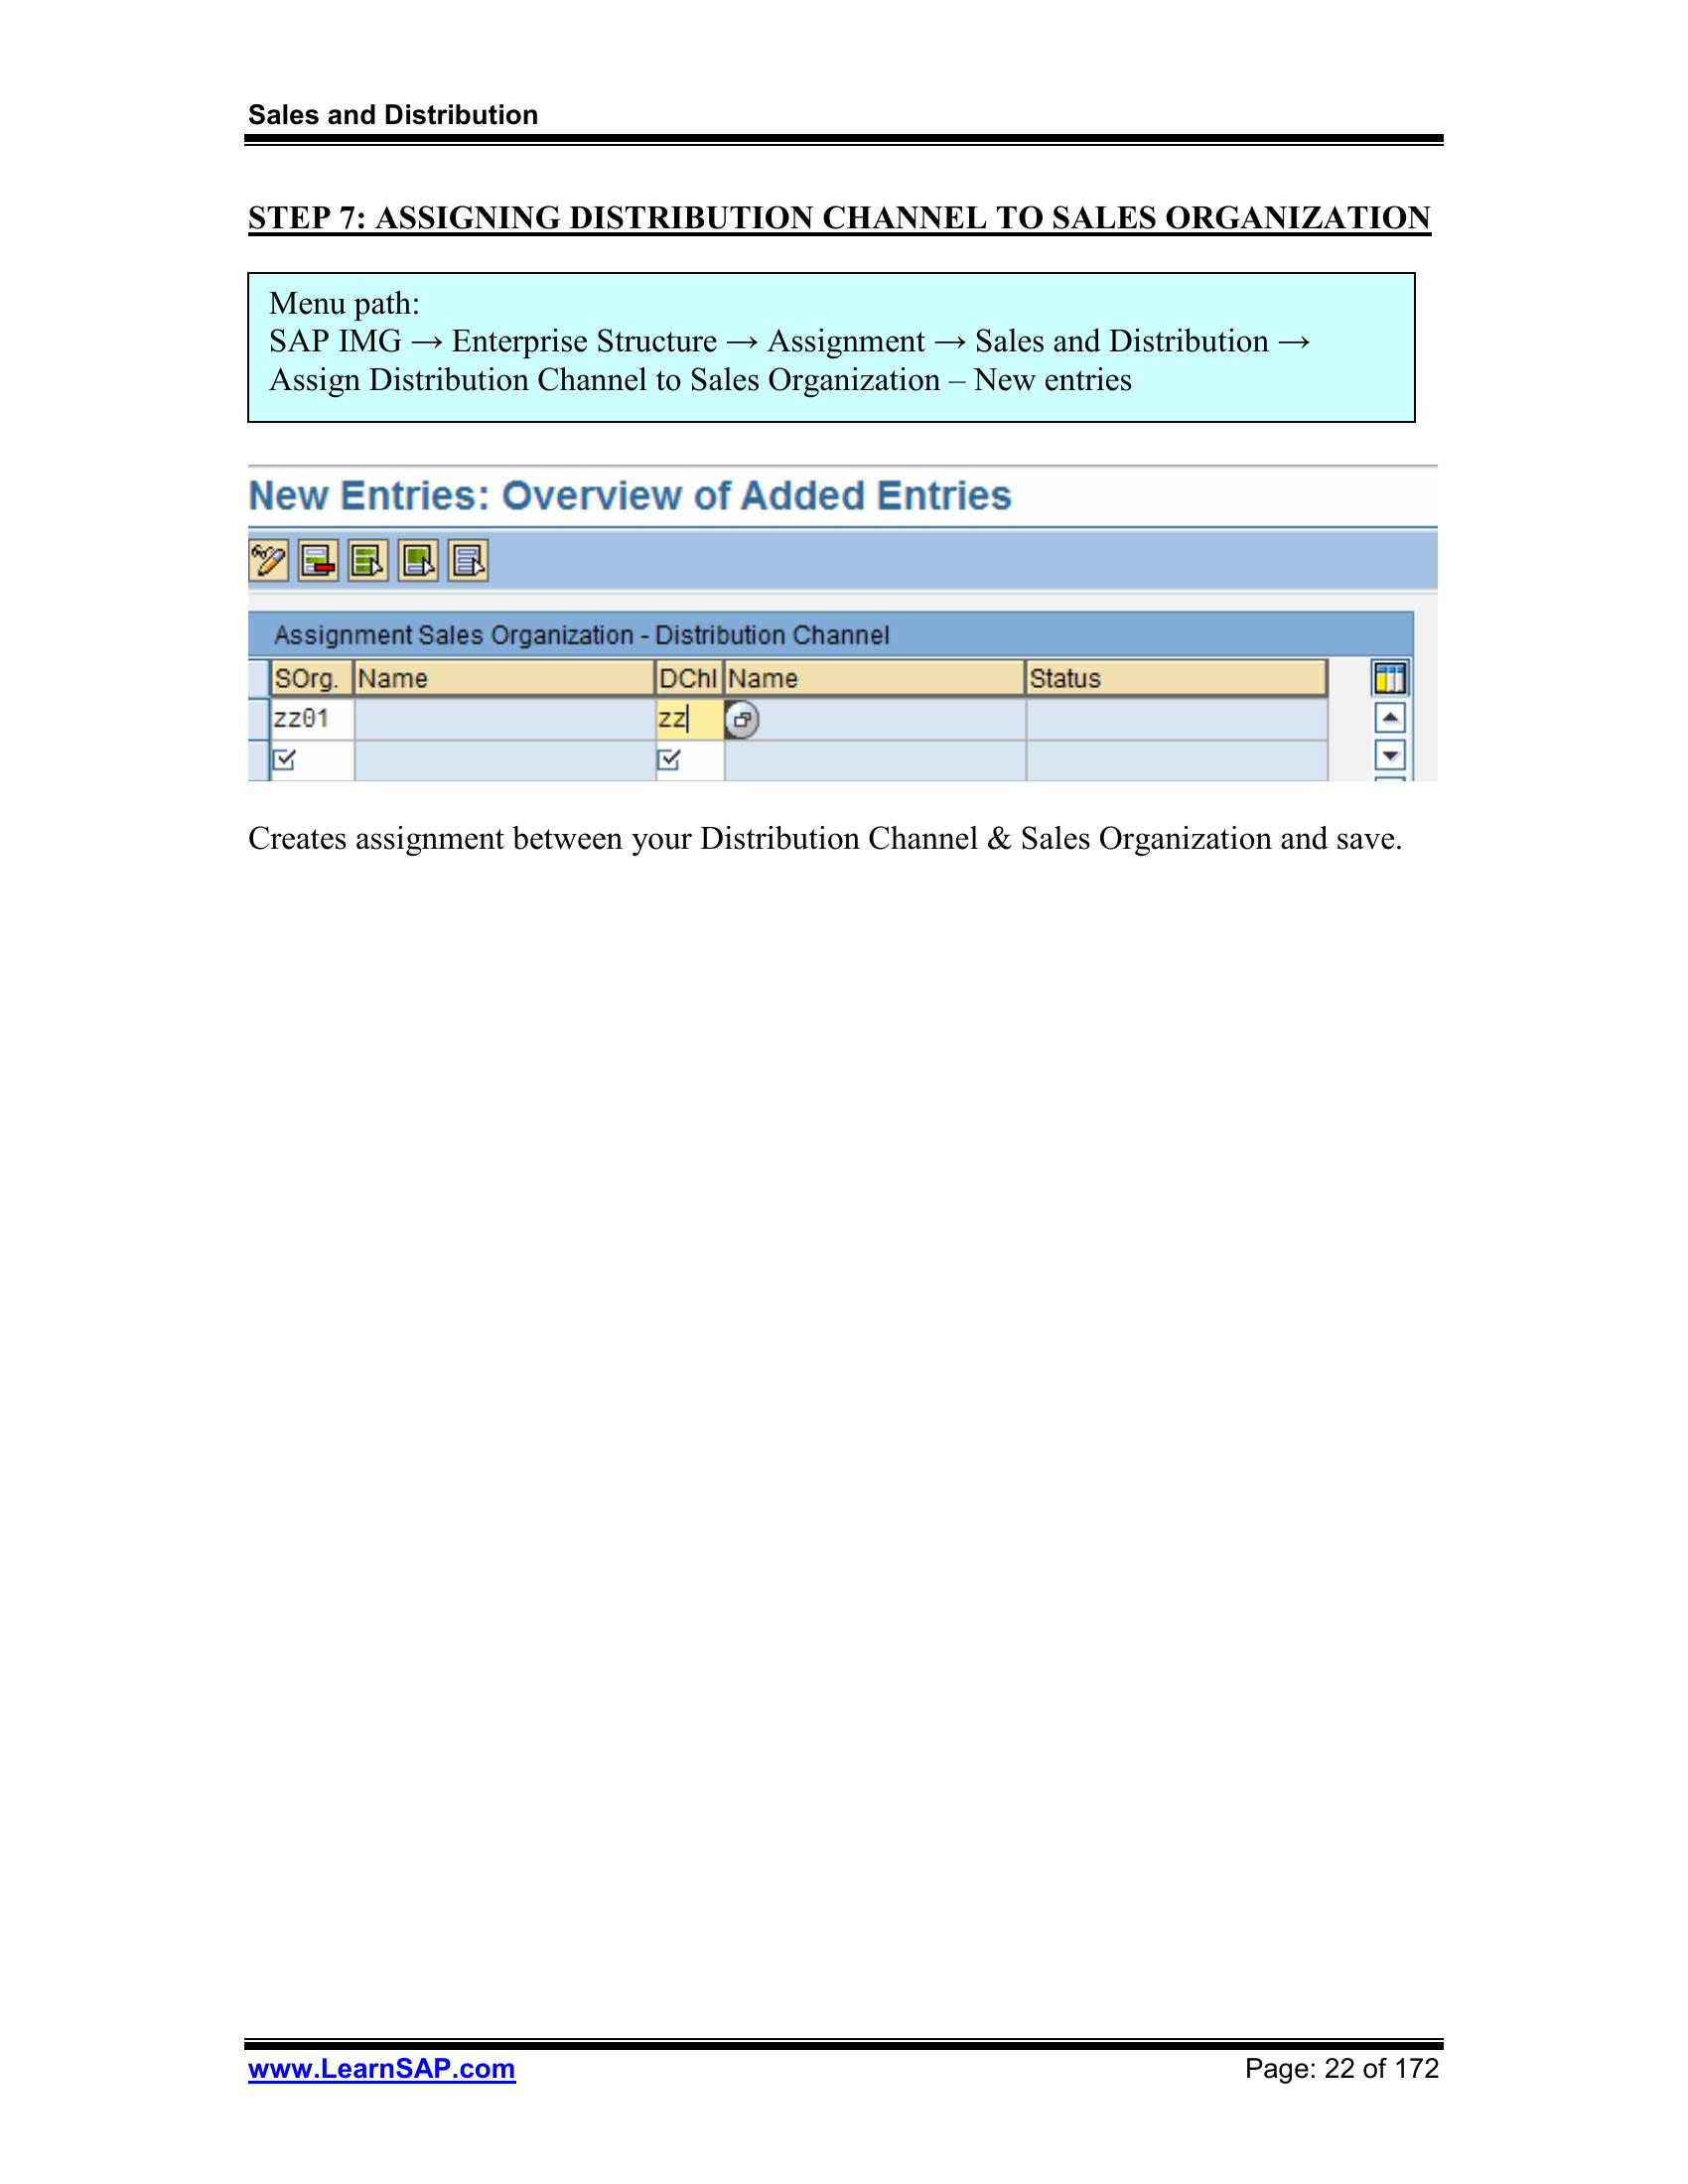 Sales and Distribution
STEP 7: ASSIGNING DISTRIBUTION CHANNEL TO SALES ORGANIZATION
Menu path:
SAP IMG → Enterprise Structure → Assignment → Sales and Distribution →
Assign Distribution Channel to Sales Organization – New entries
New Entries: Overview of Added Entries
Assignment Sales Organization - Distribution Channel
SOrg. Name DChl Name Status
zz01 zz
Creates assignment between your Distribution Channel & Sales Organization and save.
www.LearnSAP.com Page: 22 of 172